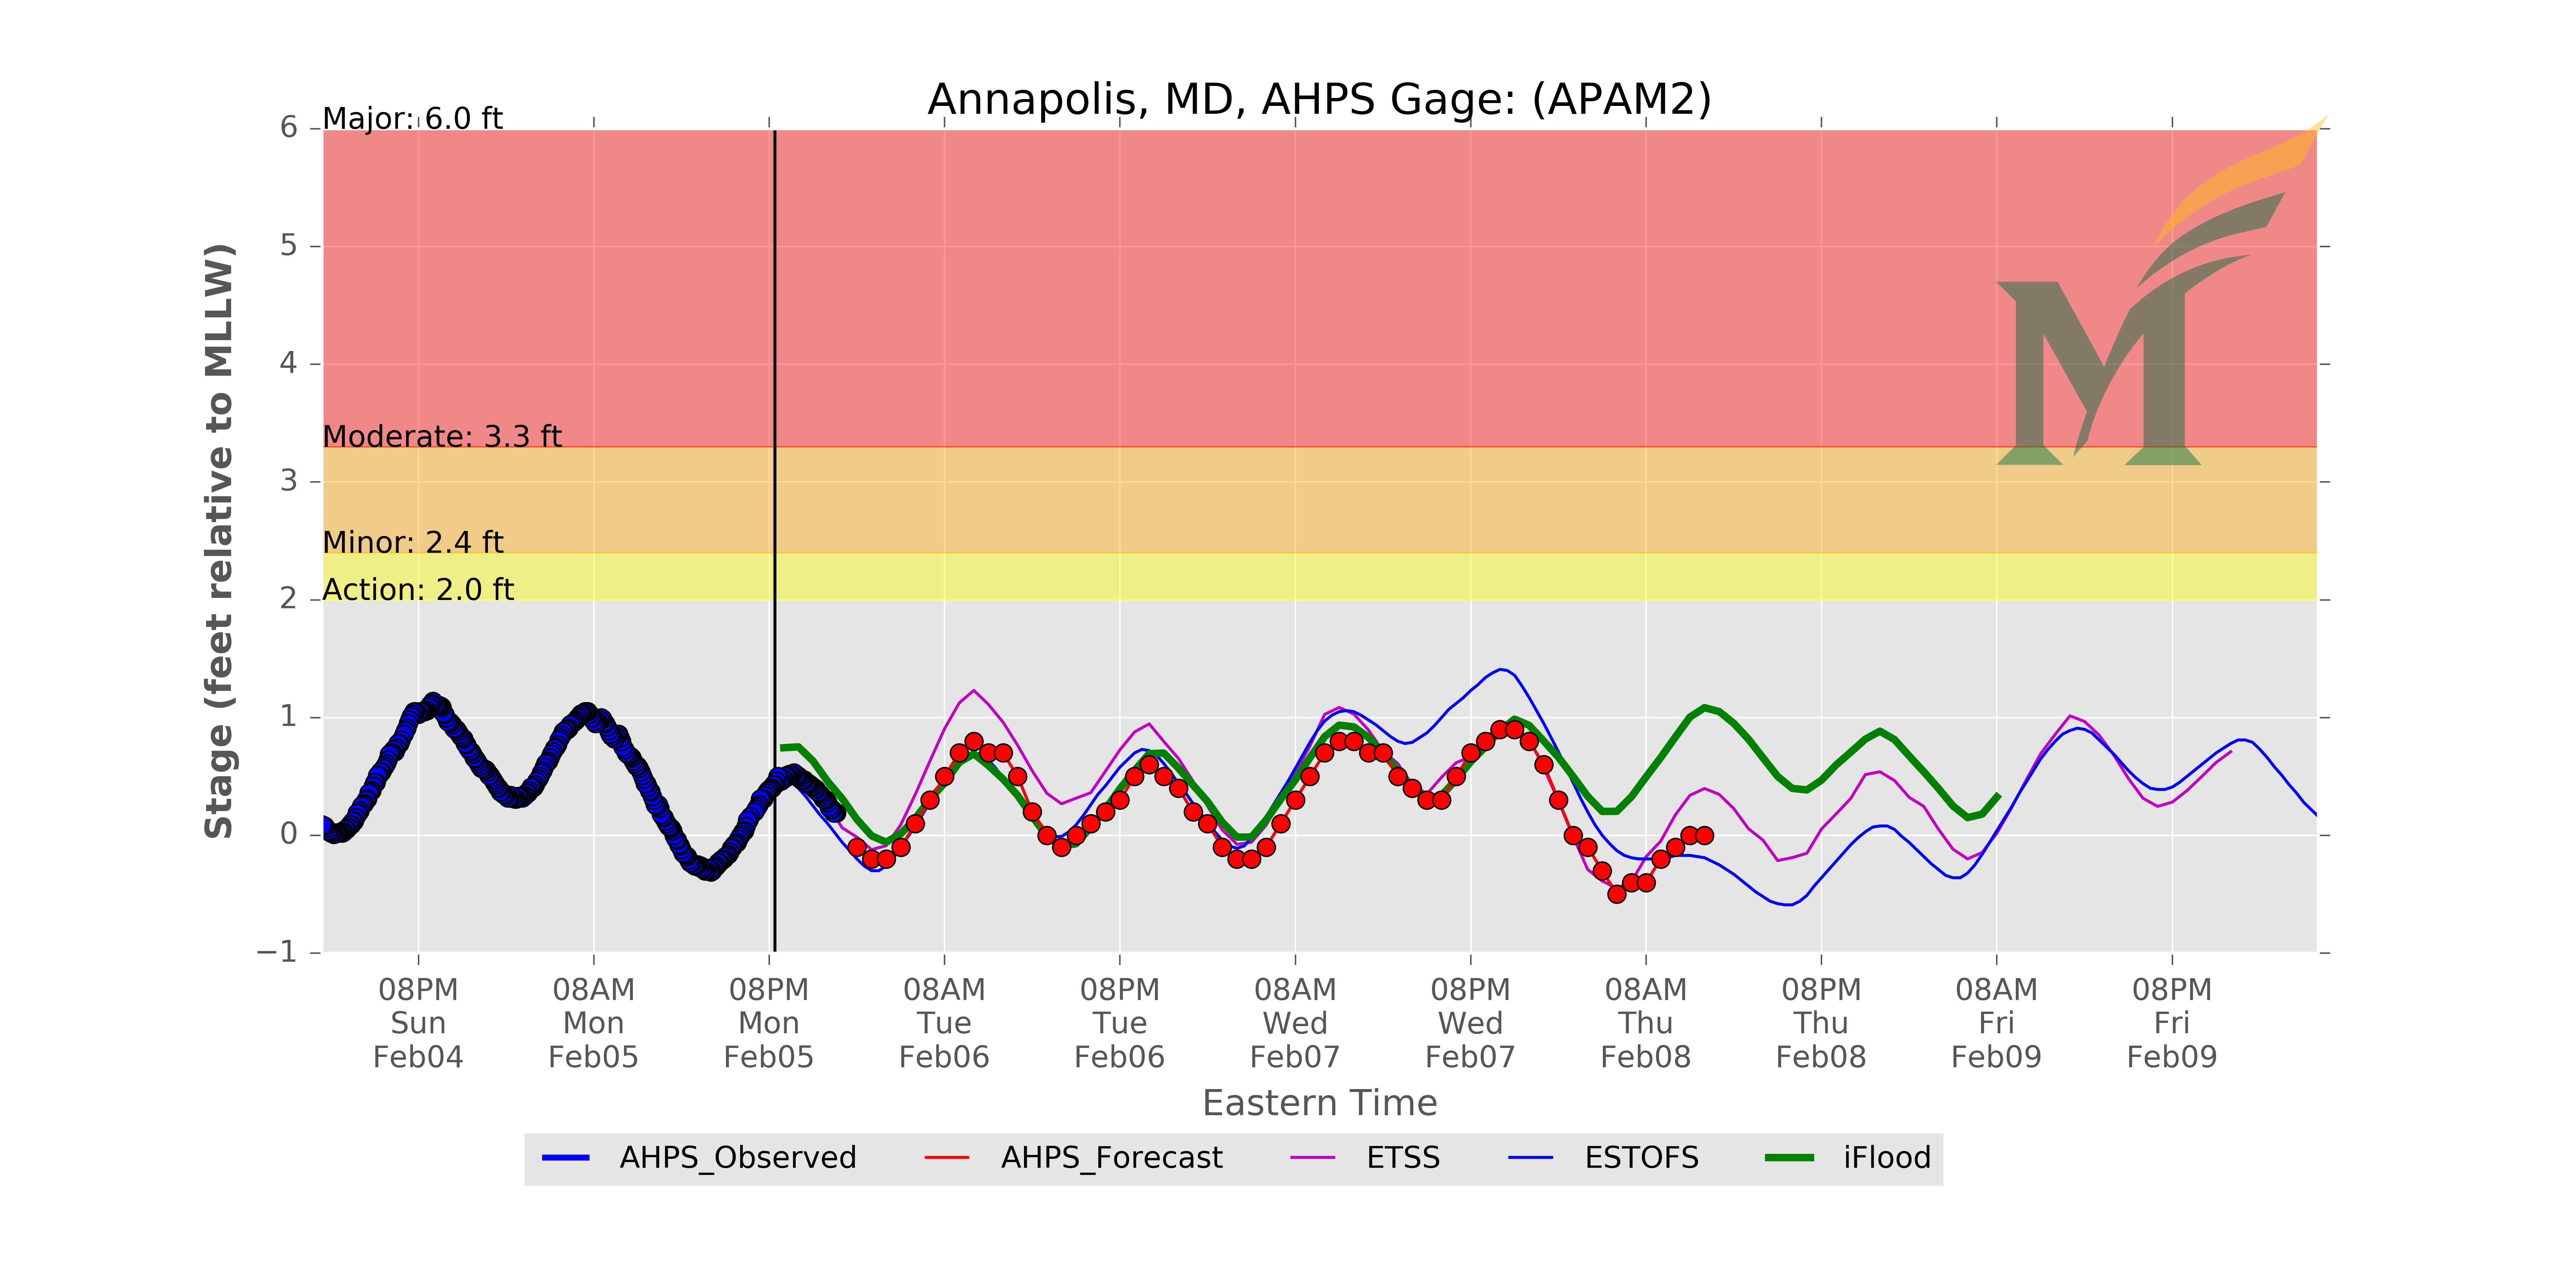 Annapolis, MD, AHPS Gage: (APAM2)
Major: 6.0 ft
Moderate: 3.3 ft
Minor: 2.4 ft
Action: 2.0 ft
Stage (feet relative to MLLW)
6
5
4
3
2
1
0
−1
08PM 08AM 08PM 08AM 08PM 08AM 08PM 08AM 08PM 08AM 08PM
Sun Mon Mon Tue Tue Wed Wed Thu Thu Fri Fri
Feb04 Feb05 Feb05 Feb06 Feb06 Feb07 Feb07 Feb08 Feb08 Feb09 Feb09
Eastern Time
AHPS_Observed AHPS_Forecast ETSS ESTOFS iFlood
M